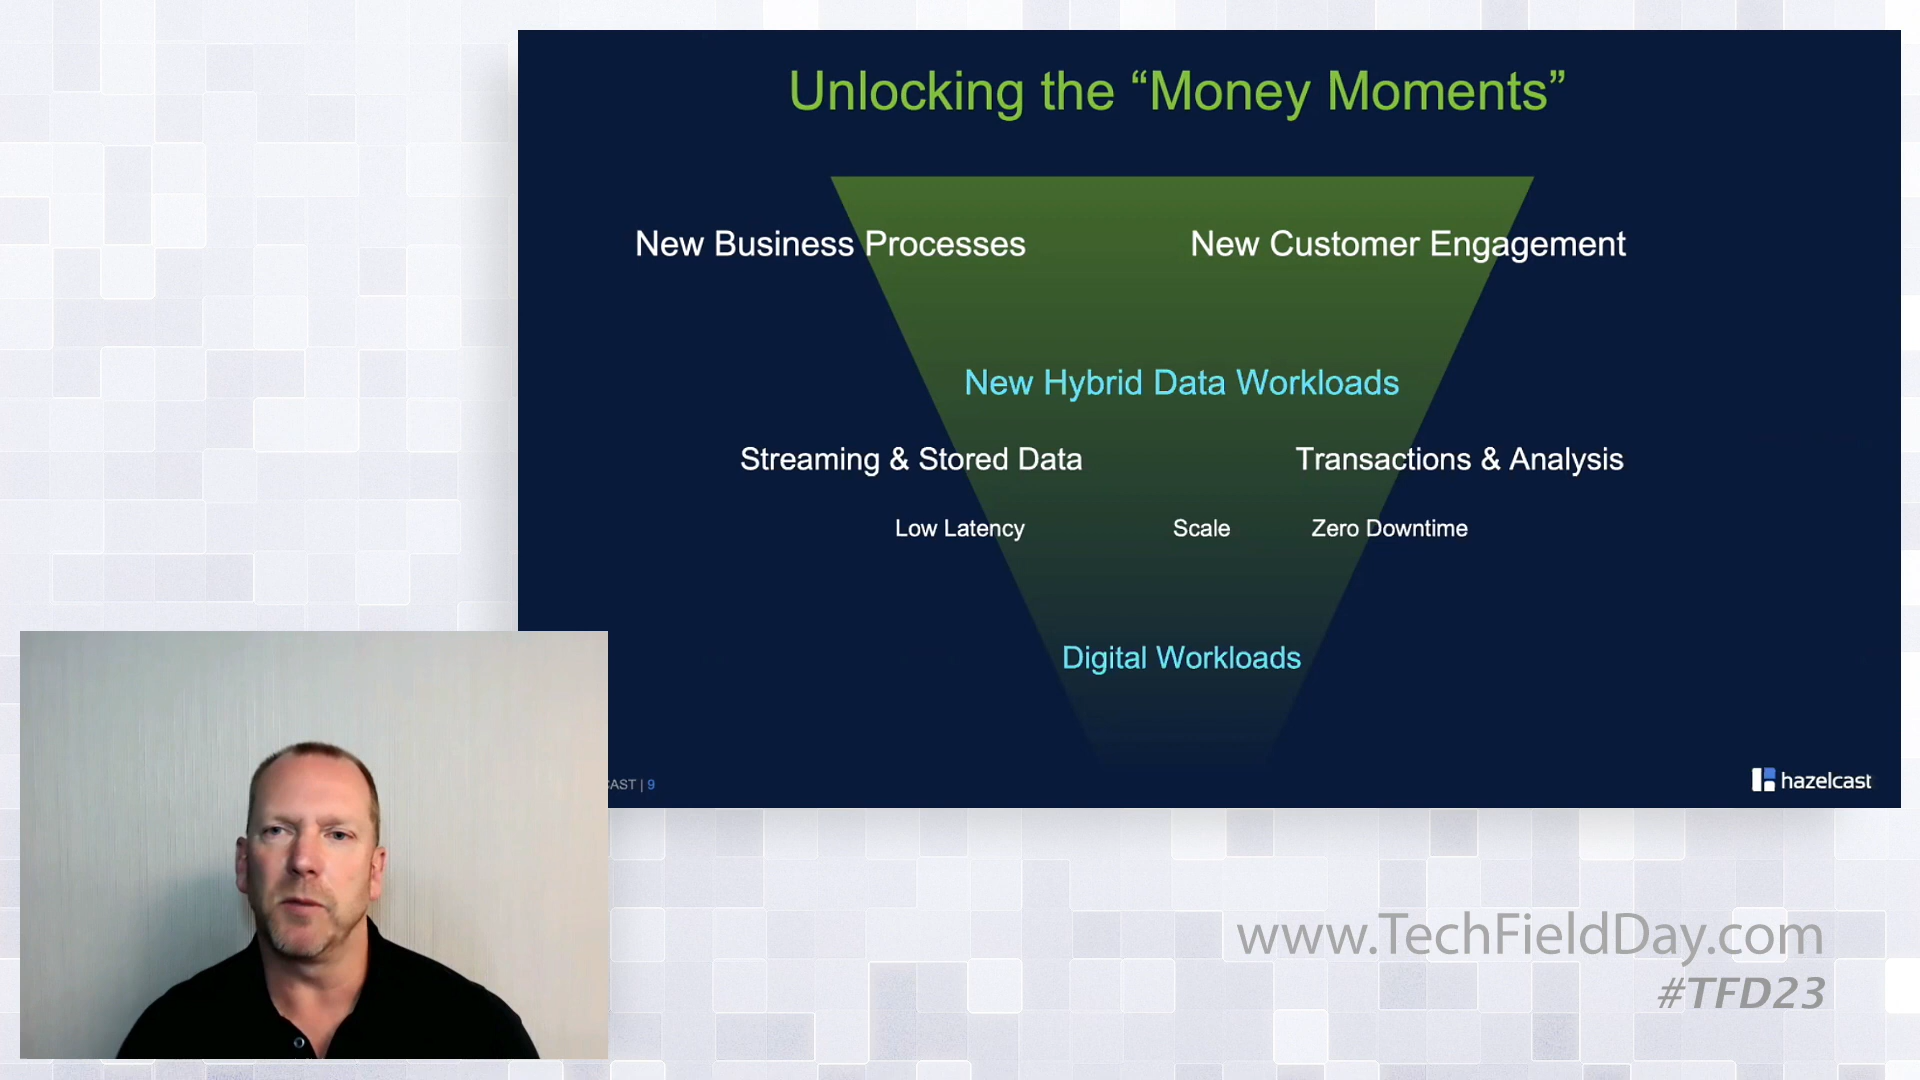 Unlocking the “Money Moments”
New Business Processes
New Customer Engagement
New Hybrid Data Workloads
Streaming & Stored Data
Transactions & Analysis
Low Latency
Scale
Zero Downtime
Digital Workloads
AST | 9
hazelcast
www.TechFieldDay.com
#TFD23